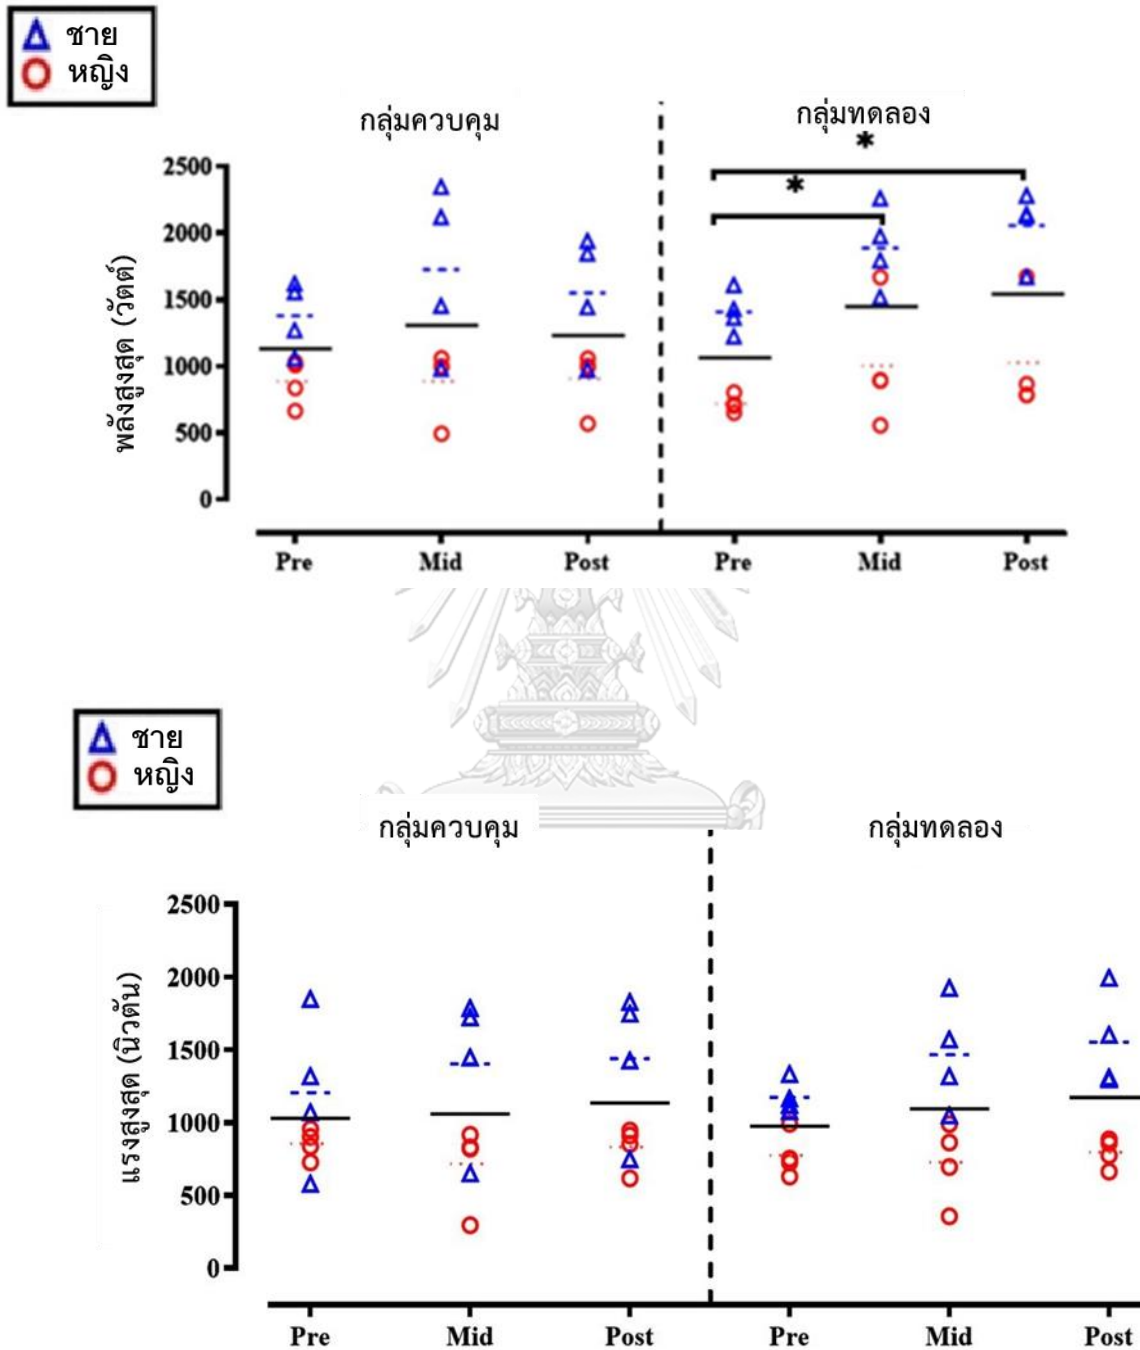 ชาย
หญิง
กลุ่มควบคุม
กลุ่มทดลอง
*
*
พลังสูงสุด (วัตต์)
2500
2000
1500
1000
500
0
Pre Mid Post Pre Mid Post
ชาย
หญิง
กลุ่มควบคุม
กลุ่มทดลอง
แรงสูงสุด (นิวตัน)
2500
2000
1500
1000
500
0
Pre Mid Post Pre Mid Post